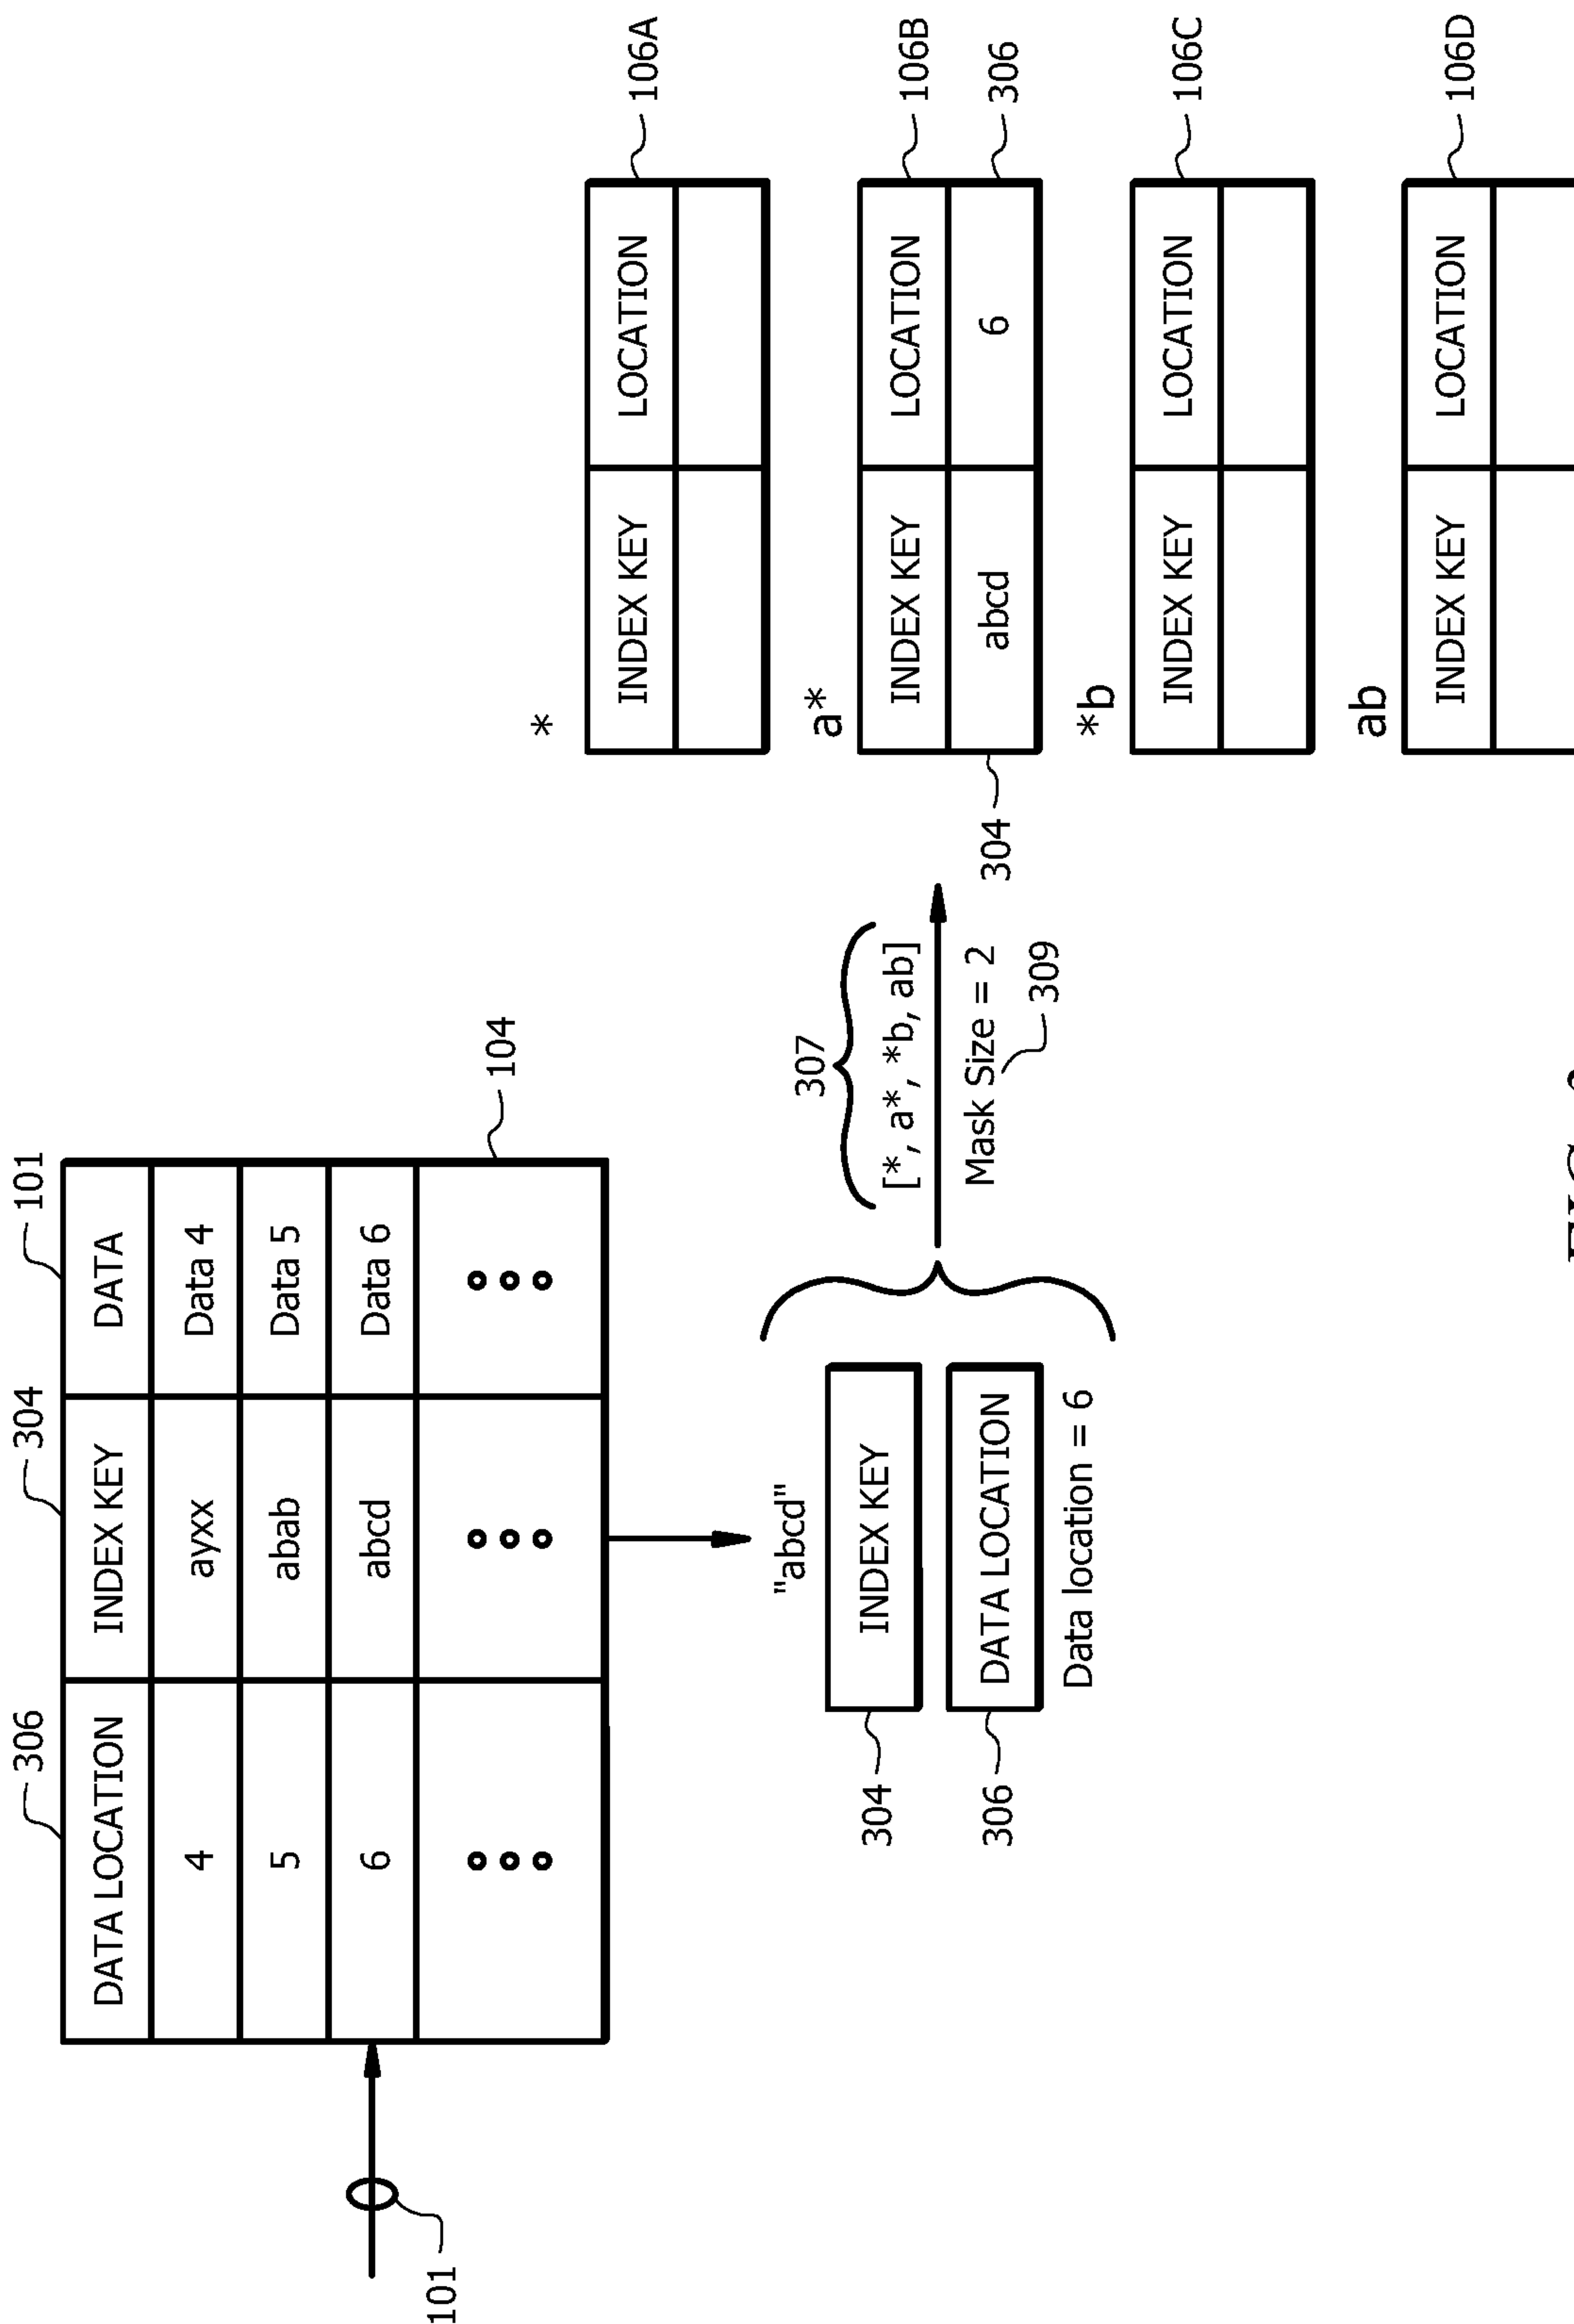 306
304
101
DATA LOCATION INDEX KEY DATA
4 ayxx Data 4
5 abab Data 5
6 abcd Data 6
104
101
"abcd"
304 INDEX KEY
306 DATA LOCATION
Data location = 6
307
[*, a*, *b, ab]
Mask Size = 2
309
*
INDEX KEY LOCATION 106A
a*
INDEX KEY LOCATION 106B
304 abcd 6 306
*b
INDEX KEY LOCATION 106C
ab
INDEX KEY LOCATION 106D